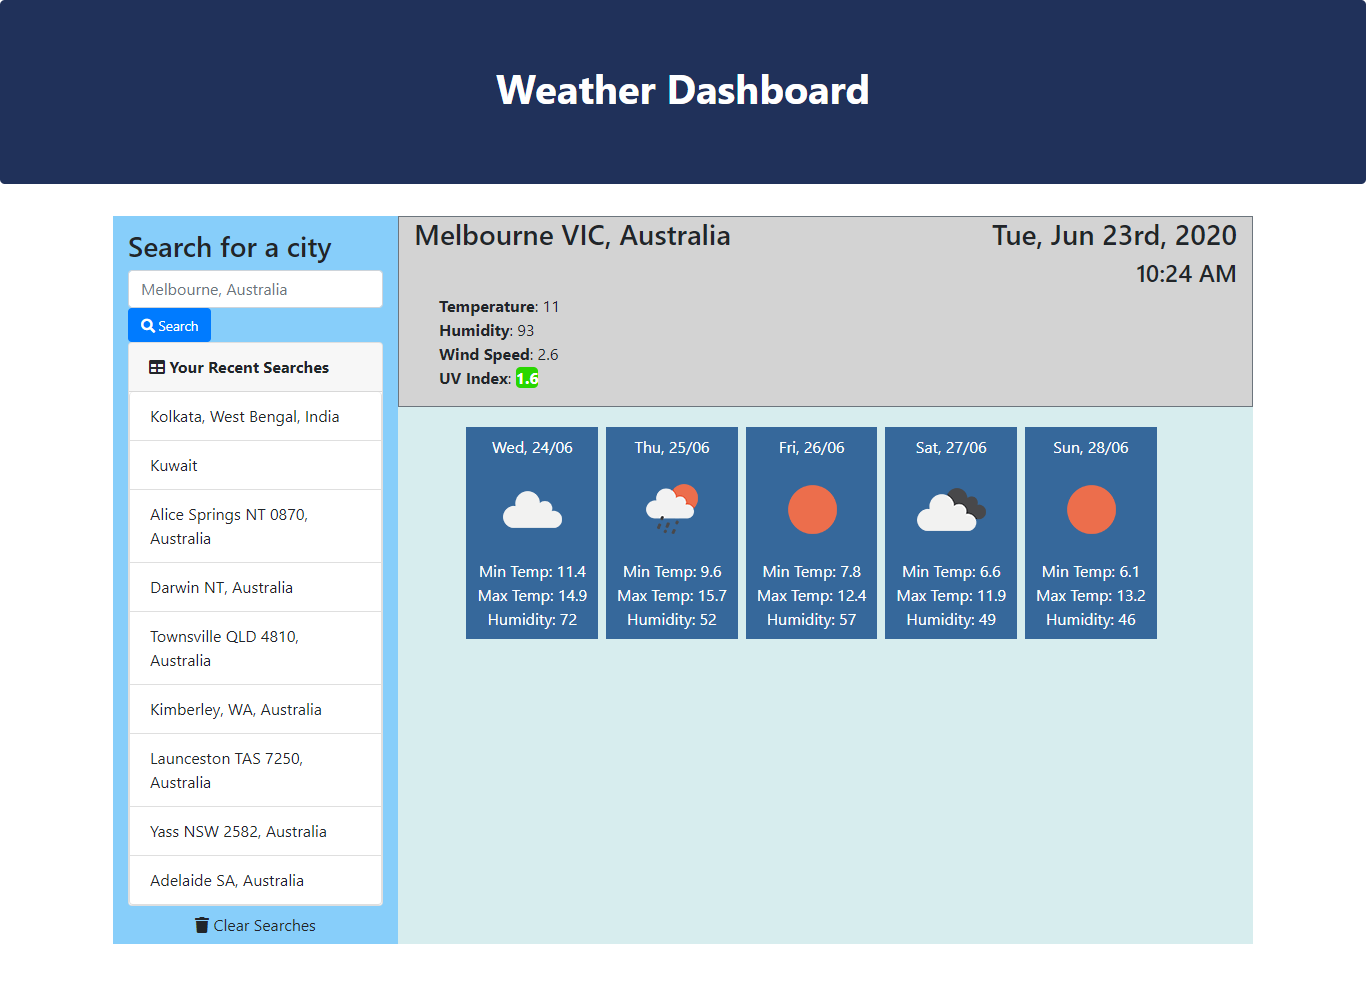 Weather Dashboard
Search for a city
Melbourne, Australia
Search
Your Recent Searches
Kolkata, West Bengal, India
Kuwait
Alice Springs NT 0870,
Australia
Darwin NT, Australia
Townsville QLD 4810,
Australia
Kimberley, WA, Australia
Launceston TAS 7250,
Australia
Yass NSW 2582, Australia
Adelaide SA, Australia
Clear Searches
Melbourne VIC, Australia
Tue, Jun 23rd, 2020
10:24 AM
Temperature: 11
Humidity: 93
Wind Speed: 2.6
UV Index: 1.6
Wed, 24/06
Min Temp: 11.4
Max Temp: 14.9
Humidity: 72
Thu, 25/06
Min Temp: 9.6
Max Temp: 15.7
Humidity: 52
Fri, 26/06
Min Temp: 7.8
Max Temp: 12.4
Humidity: 57
Sat, 27/06
Min Temp: 6.6
Max Temp: 11.9
Humidity: 49
Sun, 28/06
Min Temp: 6.1
Max Temp: 13.2
Humidity: 46